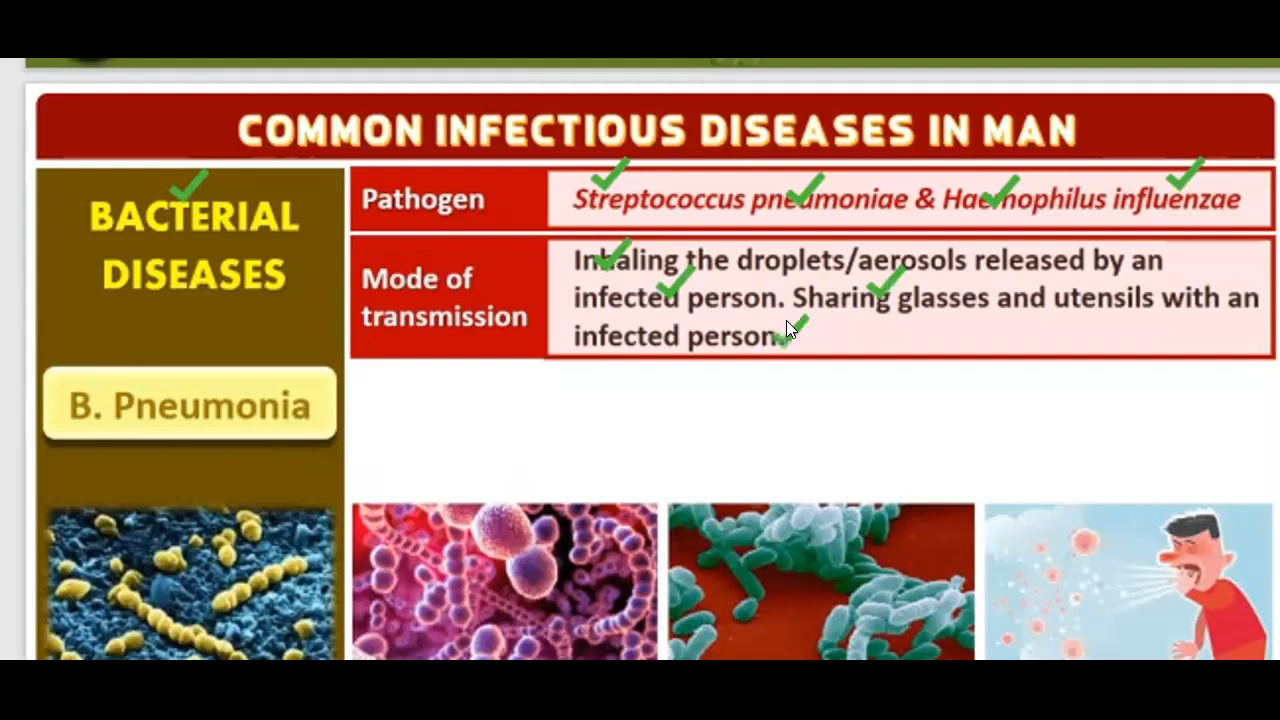 COMMON INFECTIOUS DISEASES IN MAN
BACTERIAL
DISEASES
B. Pneumonia
Pathogen
Streptococcus pneumoniae & Haemophilus influenzae
Mode of
transmission
Inhaling the droplets/aerosols released by an
infected person. Sharing glasses and utensils with an
infected person.